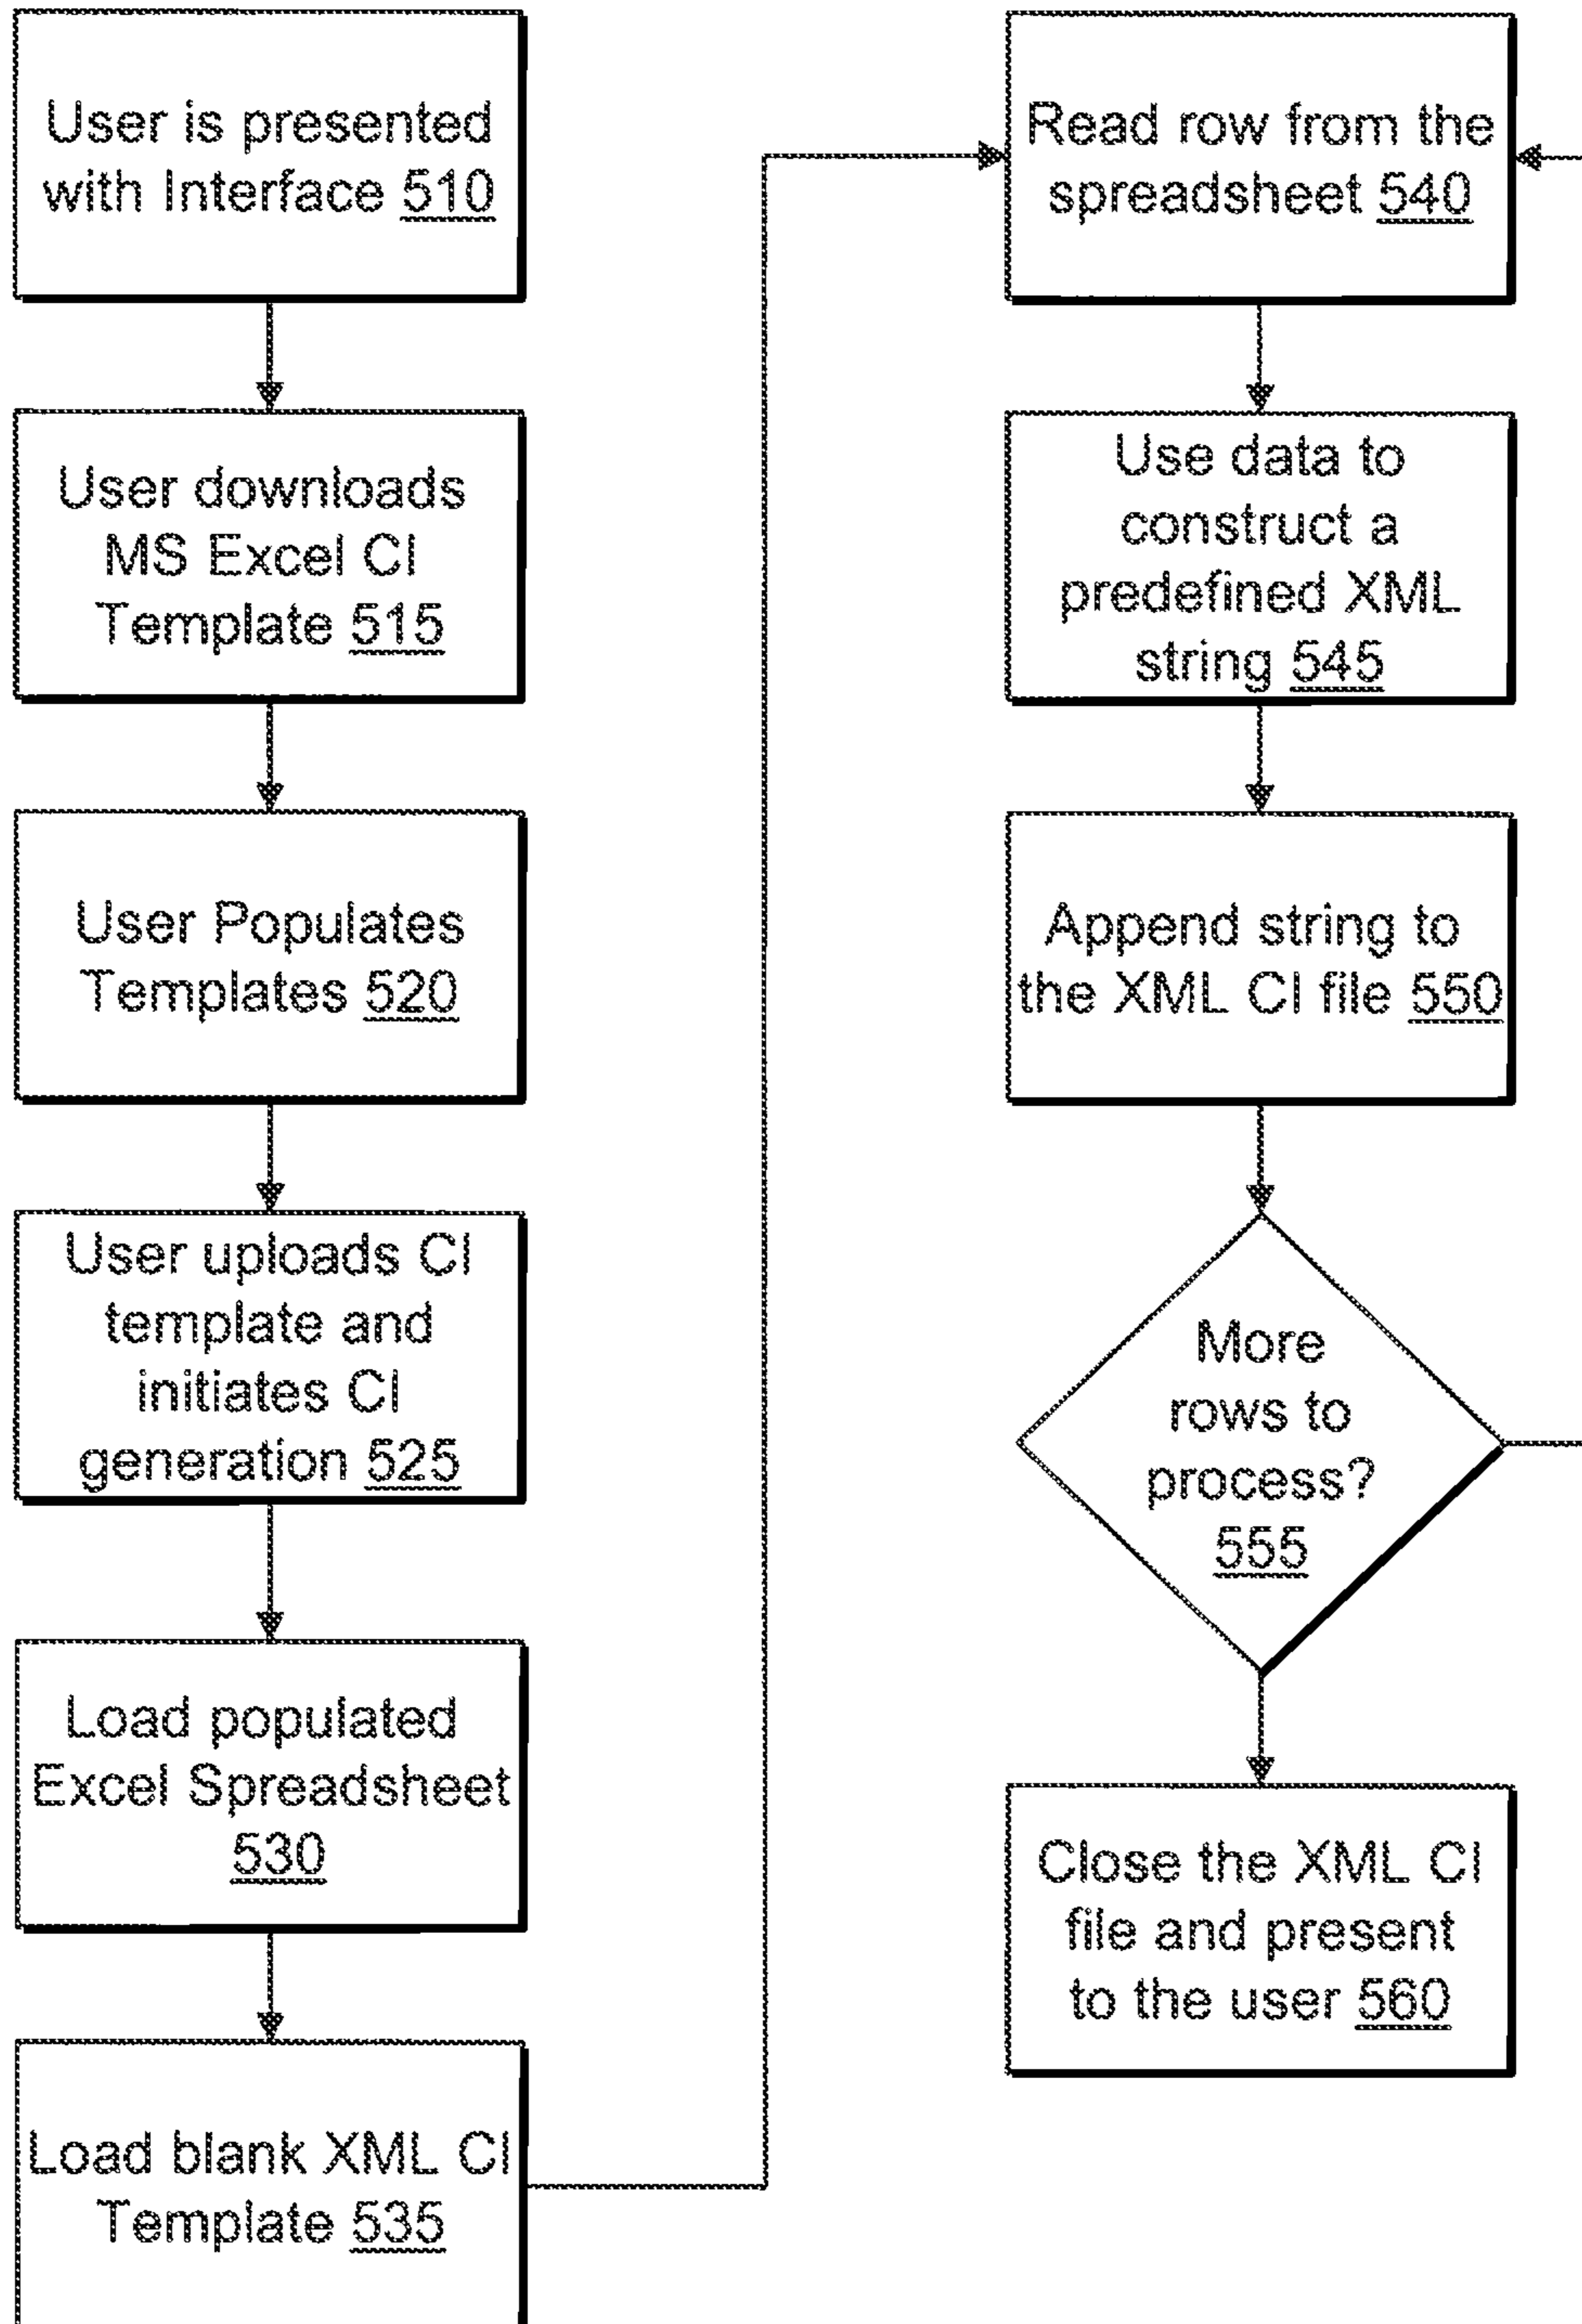 User is presented
with Interface 510
User downloads
MS Excel CI
Template 515
User Populates
Templates 520
User uploads CI
template and
initiates CI
generation 525
Load populated
Excel Spreadsheet
530
Load blank XML CI
Template 535
Read row from the
spreadsheet 540
Use data to
construct a
predefined XML
string 545
Append string to
the XML CI file 550
More
rows to
process?
555
Close the XML CI
file and present
to the user 560